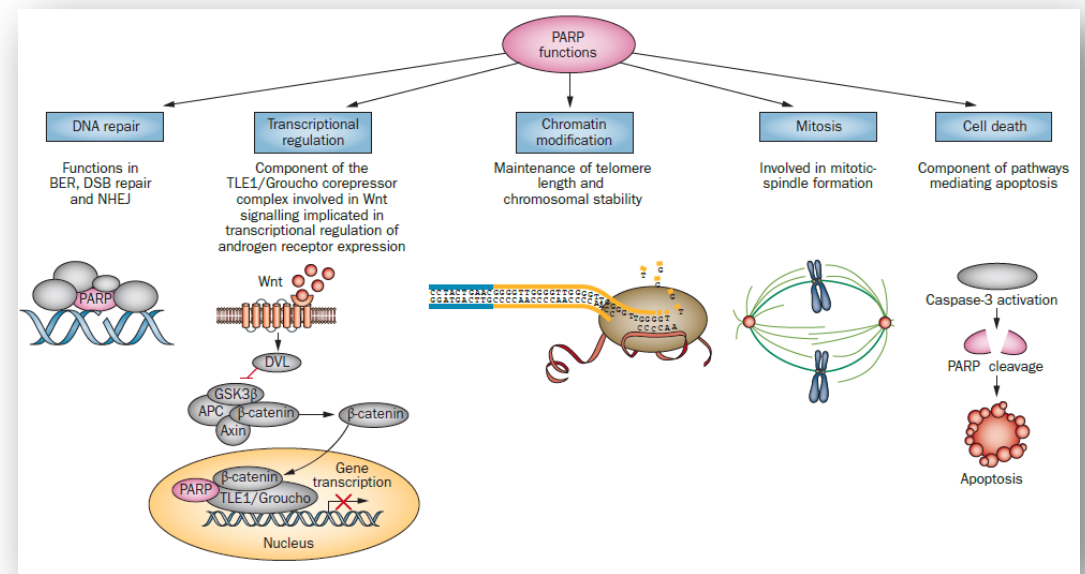 PARP
functions
DNA repair
Functions in
BER, DSB repair
and NHEJ
PARP
Transcriptional
regulation
Component of the
TLE1/Groucho corepressor
complex involved in Wnt
signalling implicated in
transcriptional regulation of
androgen receptor expression
Wnt
DVL
GSK3β
APC
β-catenin
Axin
β-catenin
β-catenin
PARP
TLE1/Groucho
Gene
transcription
Nucleus
Chromatin
modification
Maintenance of telomere
length and
chromosomal stability
CCTACTGAACGGGGTTGGGGTTGGGG
GGATGACTTGCCCCAACCCCAACCCC
T G
T G
G
G
T
TTGGGGT T
CCCCAA
Mitosis
Involved in mitotic-
spindle formation
Cell death
Component of pathways
mediating apoptosis
Caspase-3 activation
PARP cleavage
Apoptosis